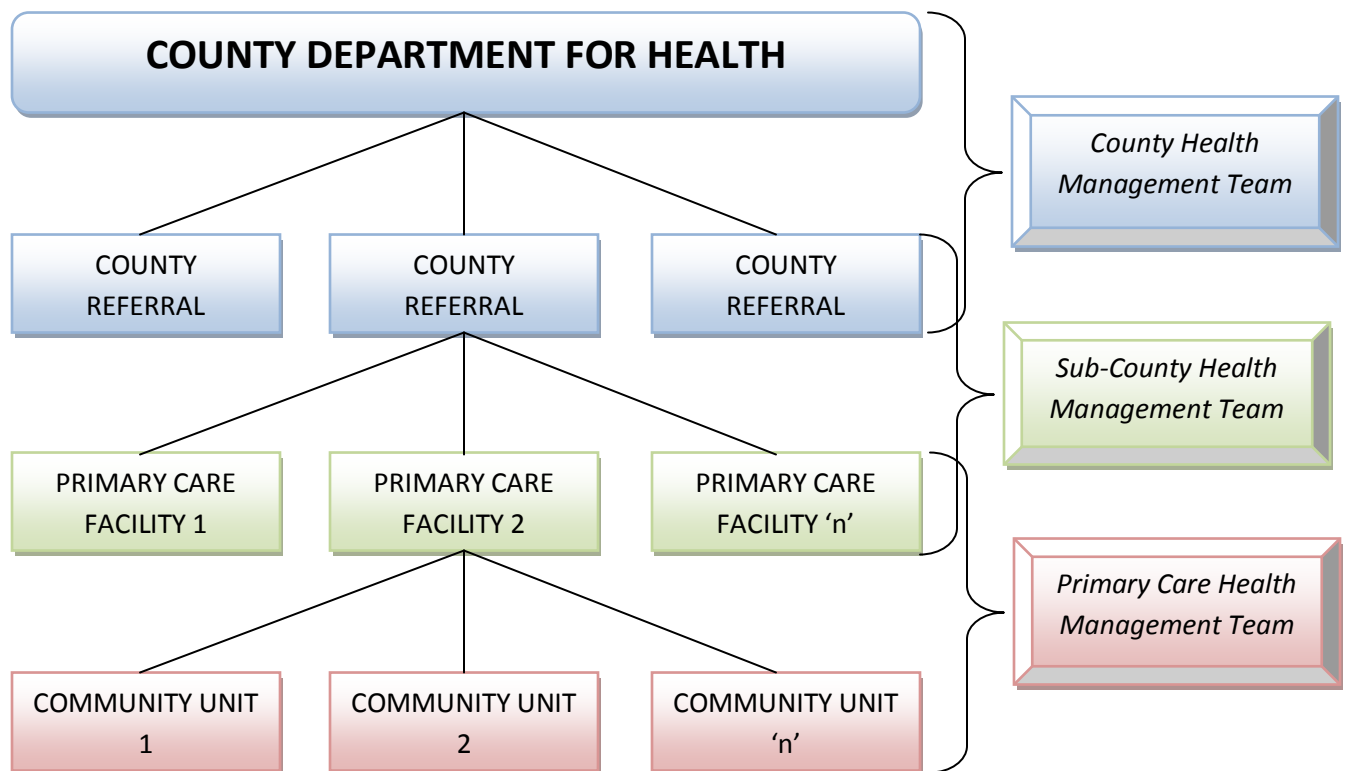 COUNTY DEPARTMENT FOR HEALTH
County Health
Management Team
COUNTY
REFERRAL
COUNTY
REFERRAL
COUNTY
REFERRAL
Sub-County Health
Management Team
PRIMARY CARE
FACILITY 1
PRIMARY CARE
FACILITY 2
PRIMARY CARE
FACILITY ‘n’
Primary Care Health
Management Team
COMMUNITY UNIT
1
COMMUNITY UNIT
2
COMMUNITY UNIT
‘n’